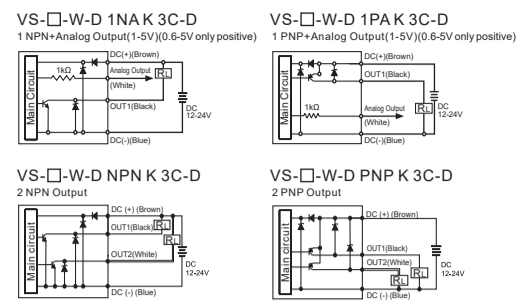 VS-☐-W-D 1NA K 3C-D
1 NPN+Analog Output(1-5V)(0.6-5V only positive)
Main Circuit
DC(+)(Brown)
1kΩ
Analog Output
(White)
RL
OUT1(Black)
DC
12-24V
DC(-)(Blue)
VS-☐-W-D 1PA K 3C-D
1 PNP+Analog Output(1-5V)(0.6-5V only positive)
Main Circuit
DC(+)(Brown)
OUT1(Black)
1kΩ
Analog Output
(White)
RL
DC
12-24V
DC(-)(Blue)
VS-☐-W-D NPN K 3C-D
2 NPN Output
Main circuit
DC (+) (Brown)
OUT1(Black)
RL
RL
OUT2(White)
DC
12-24V
DC (-) (Blue)
VS-☐-W-D PNP K 3C-D
2 PNP Output
Main circuit
DC (+) (Brown)
OUT1(Black)
OUT2(White)
RL
RL
DC
12-24V
DC (-) (Blue)